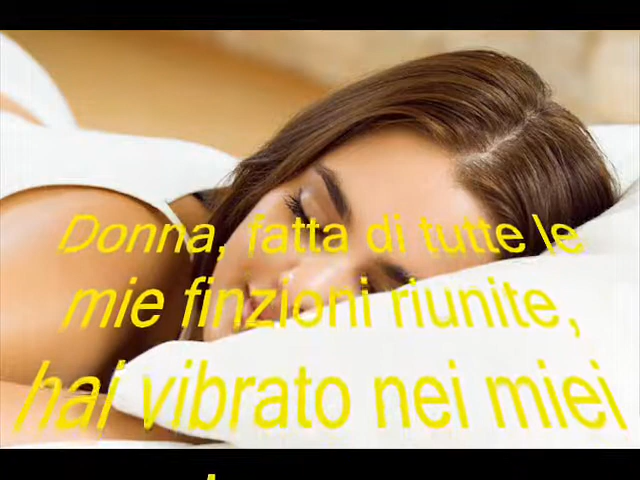 Donna, fatta di tutte le
mie finzioni riunite,
hai vibrato nei miei